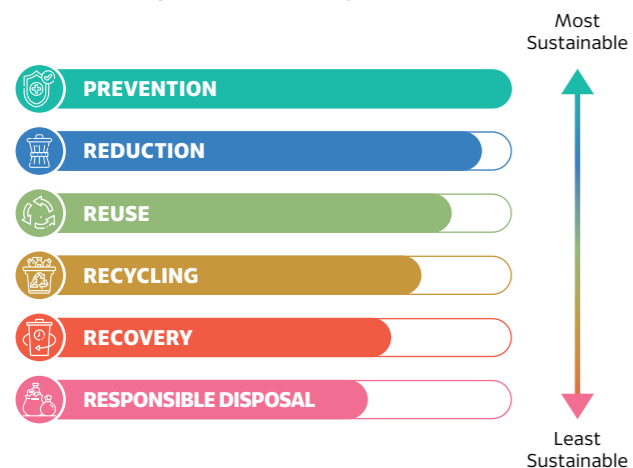 Most
Sustainable
PREVENTION
REDUCTION
REUSE
RECYCLING
RECOVERY
RESPONSIBLE DISPOSAL
Least
Sustainable